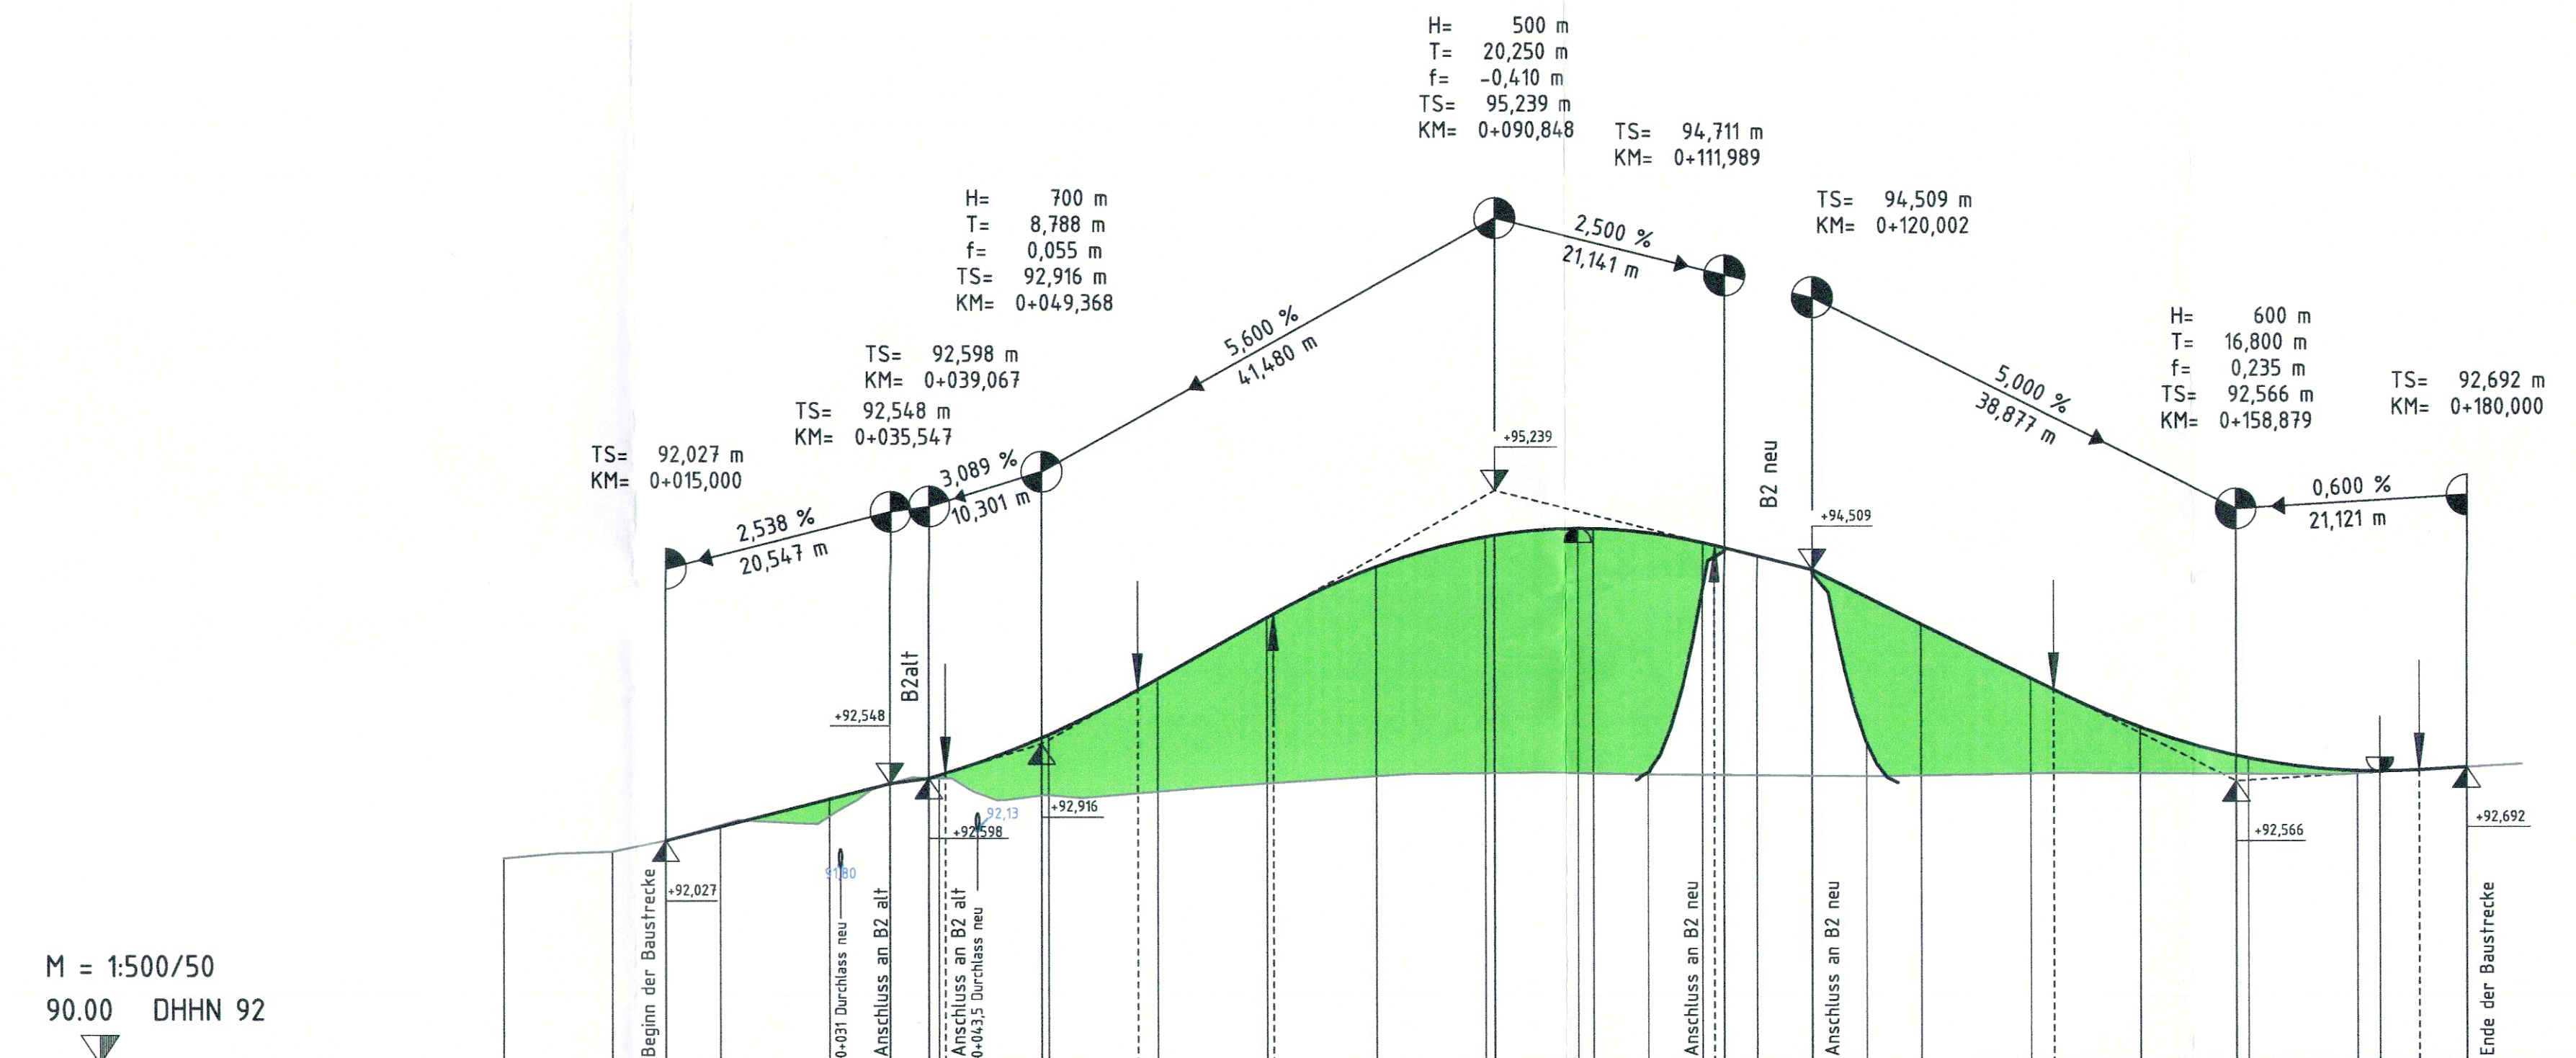 H= 500 m
T= 20,250 m
f= -0,410 m
TS= 95,239 m
KM= 0+090,848
TS= 94,711 m
KM= 0+111,989
H= 700 m
T= 8,788 m
f= 0,055 m
TS= 92,916 m
KM= 0+049,368
TS= 94,509 m
KM= 0+120,002
2,500 %
21,141 m
5,600 %
41,480 m
H= 600 m
T= 16,800 m
f= 0,235 m
TS= 92,566 m
KM= 0+158,879
TS= 92,692 m
KM= 0+180,000
TS= 92,598 m
KM= 0+039,067
TS= 92,548 m
KM= 0+035,547
TS= 92,027 m
KM= 0+015,000
5,000 %
38,877 m
+95,239
B2 neu
3,089 %
10,301 m
0,600 %
21,121 m
2,538 %
20,547 m
+94,509
B2alt
+92,548
92,13
+92,916
+92,598
+92,692
+92,566
91,80
+92,027
Beginn der Baustrecke
0+031 Durchlass neu
Anschluss an B2 alt
Anschluss an B2 alt
0+043,5 Durchlass neu
Anschluss an B2 neu
Anschluss an B2 neu
Ende der Baustrecke
M = 1:500/50
90.00 DHHN 92